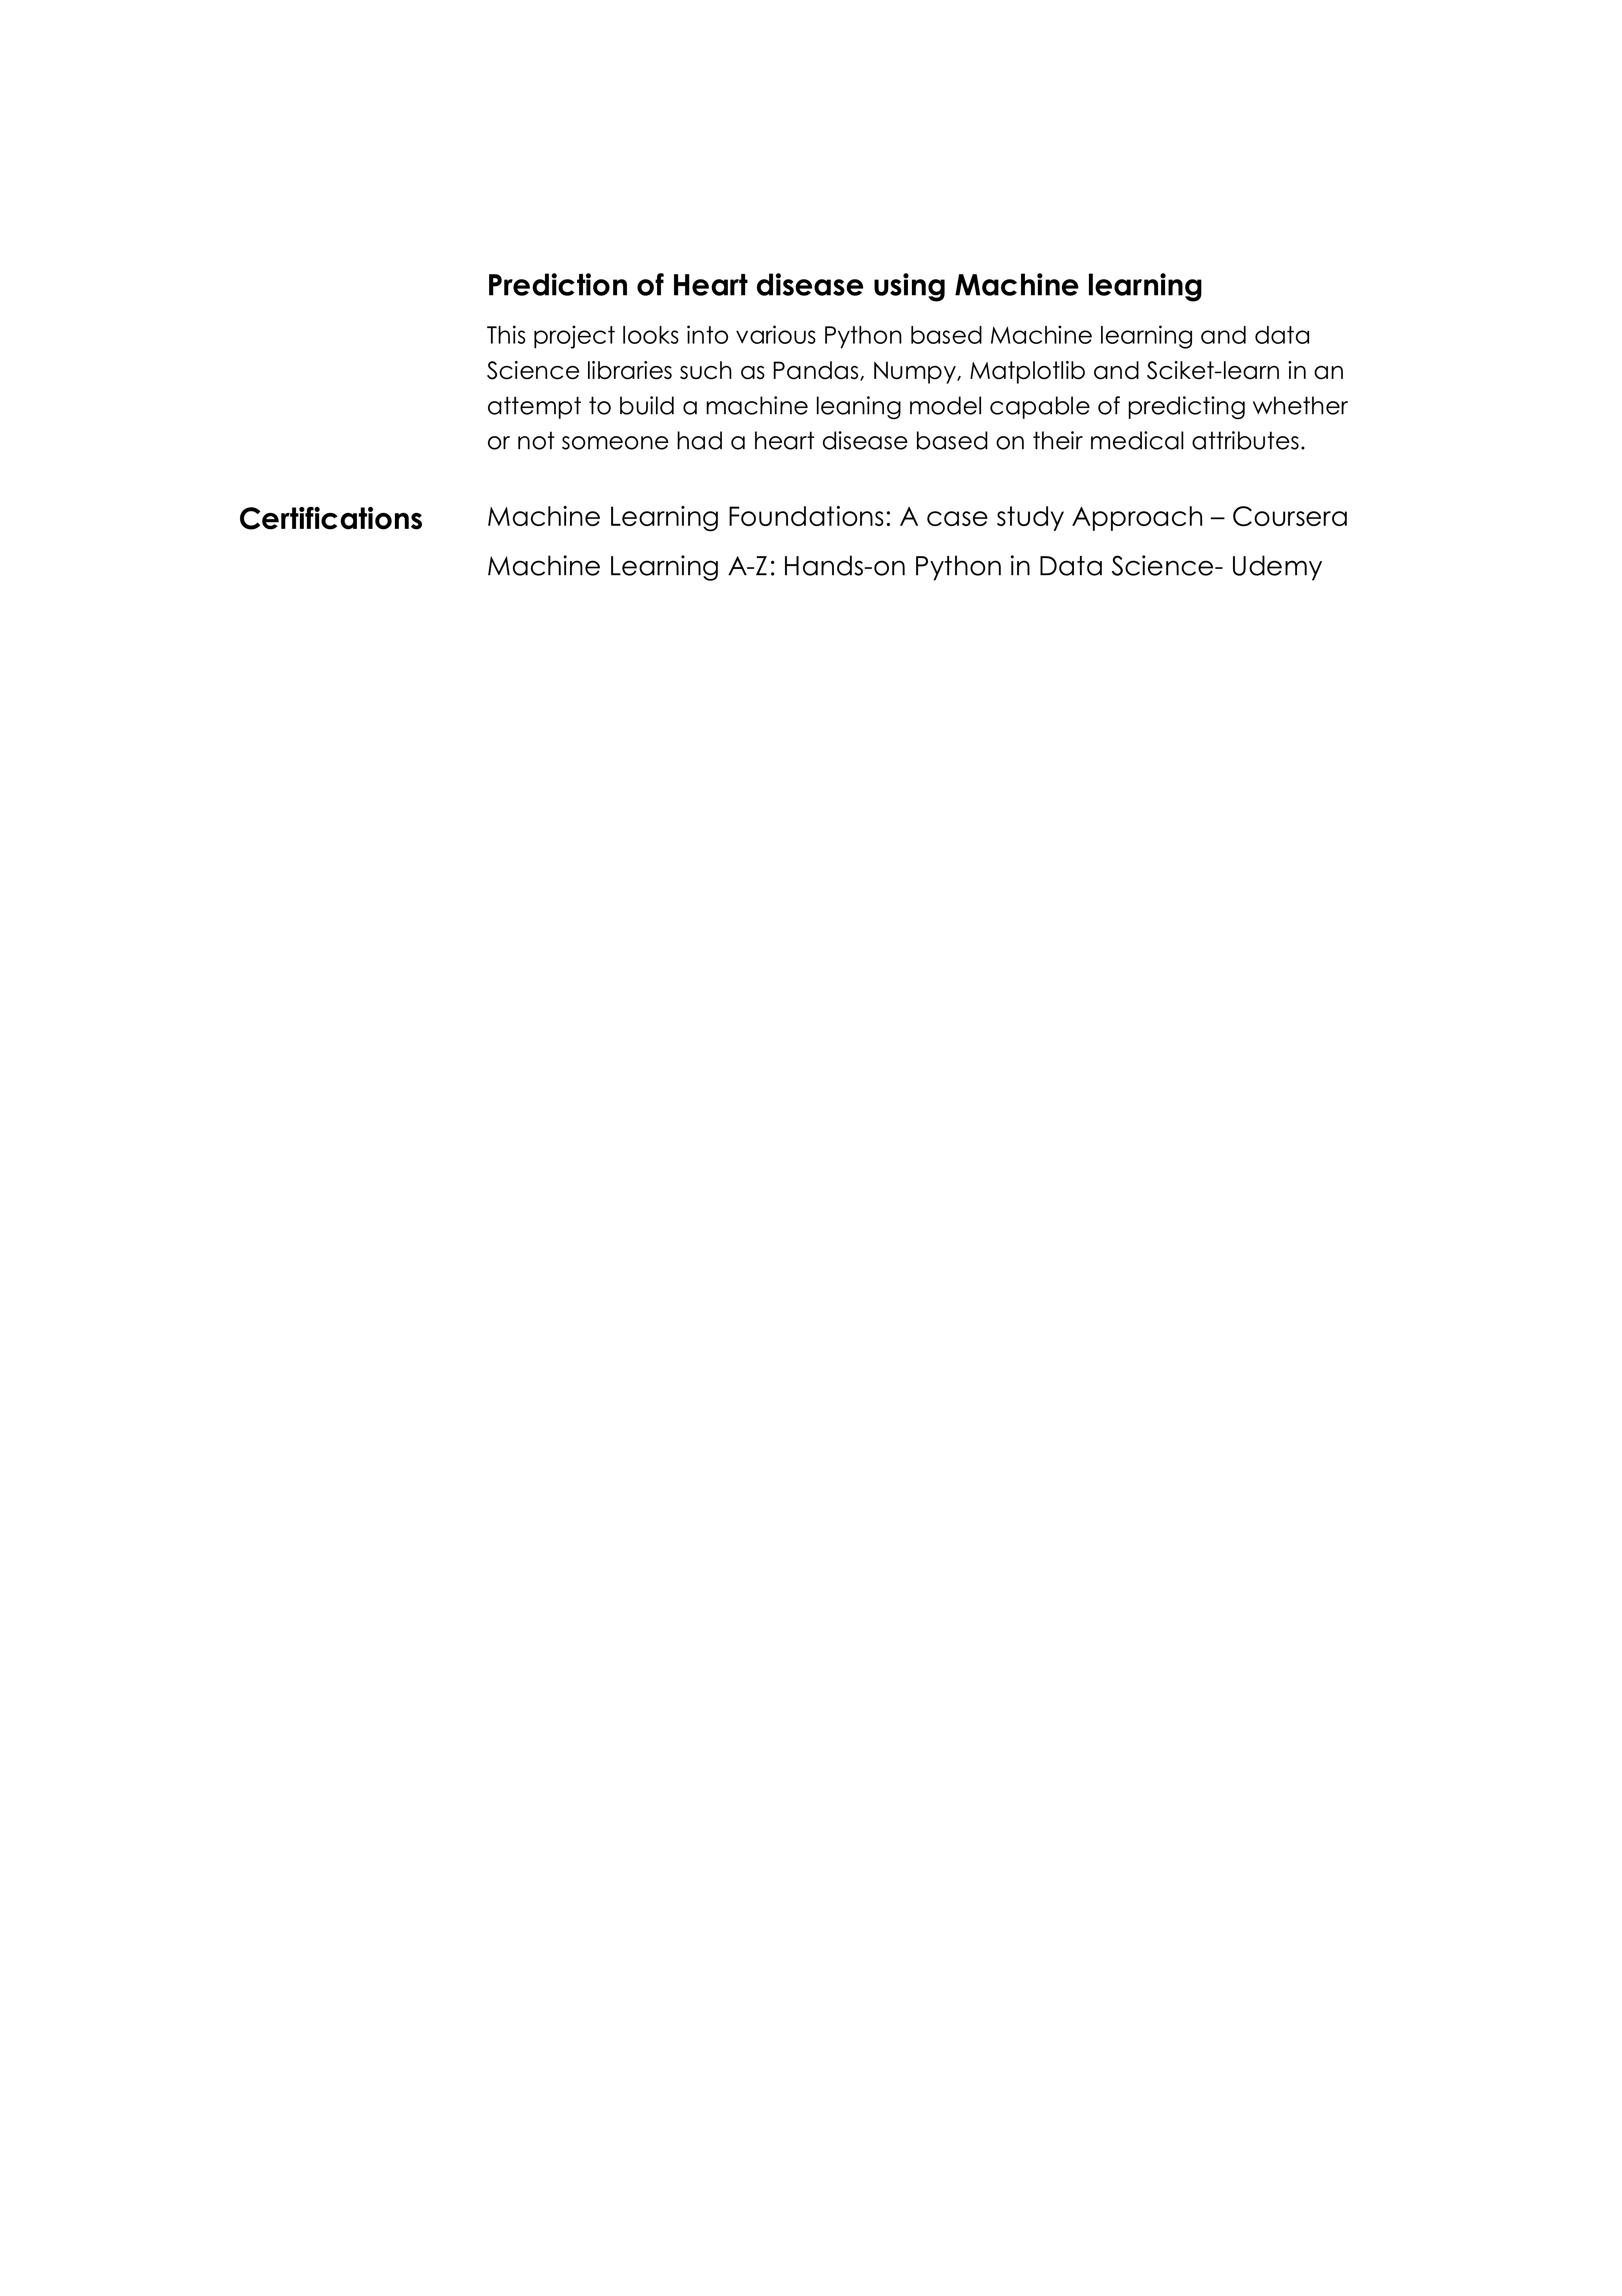 Prediction of Heart disease using Machine learning
This project looks into various Python based Machine learning and data
Science libraries such as Pandas, Numpy, Matplotlib and Sciket-learn in an
attempt to build a machine leaning model capable of predicting whether
or not someone had a heart disease based on their medical attributes.
Certifications
Machine Learning Foundations: A case study Approach – Coursera
Machine Learning A-Z: Hands-on Python in Data Science- Udemy